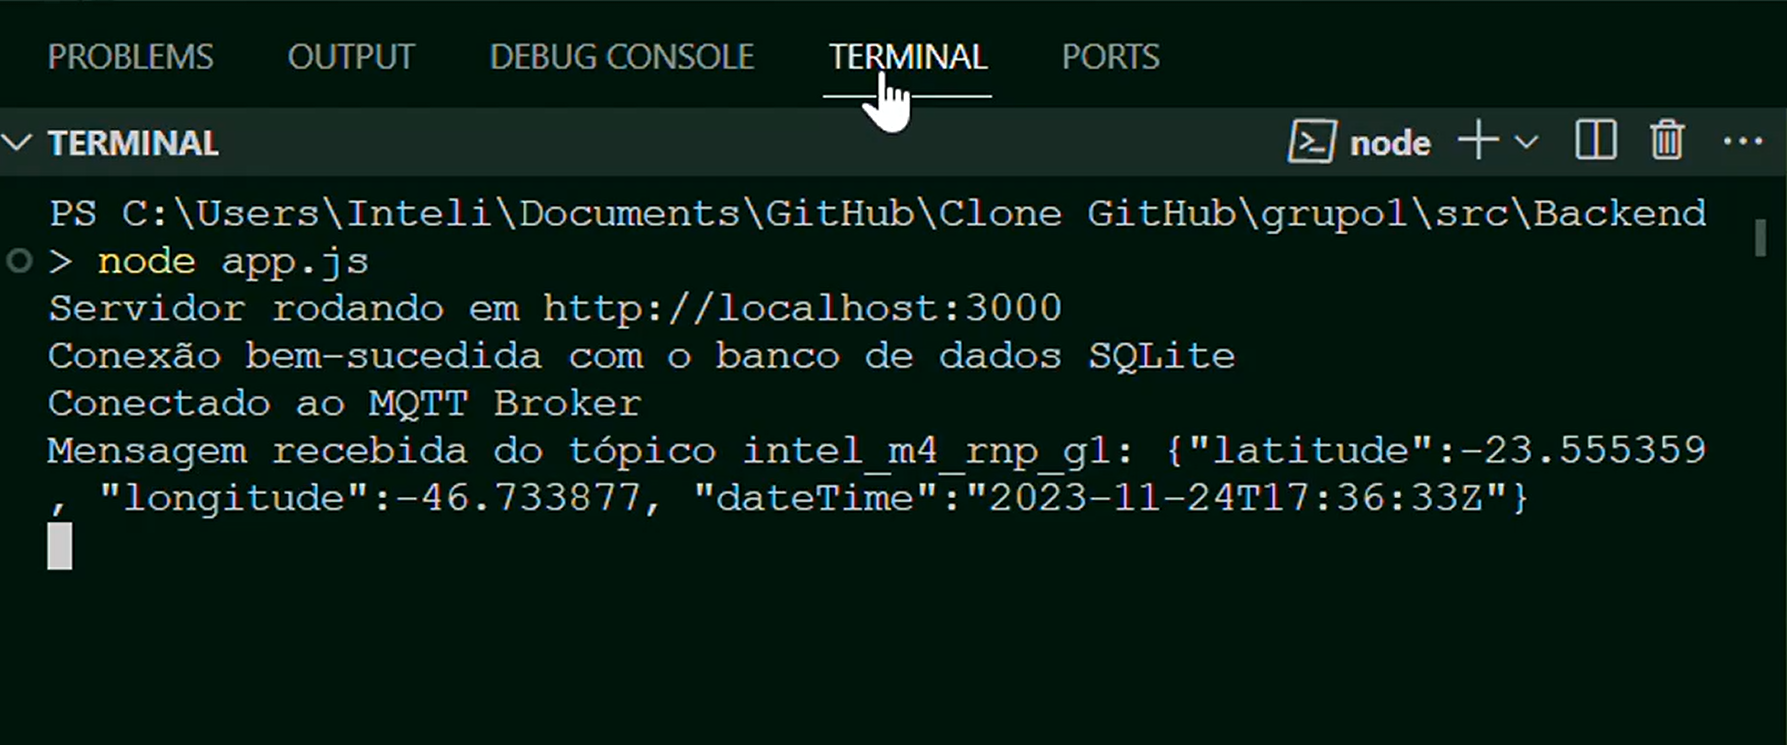 PROBLEMS OUTPUT DEBUG CONSOLE TERMINAL PORTS
TERMINAL node
PS C:\Users\Inteli\Documents\GitHub\Clone GitHub\grupo1\src\Backend
> node app.js
Servidor rodando em http://localhost:3000
Conexão bem-sucedida com o banco de dados SQLite
Conectado ao MQTT Broker
Mensagem recebida do tópico intel_m4_rnp_g1: {"latitude":-23.555359
, "longitude":-46.733877, "dateTime":"2023-11-24T17:36:33Z"}